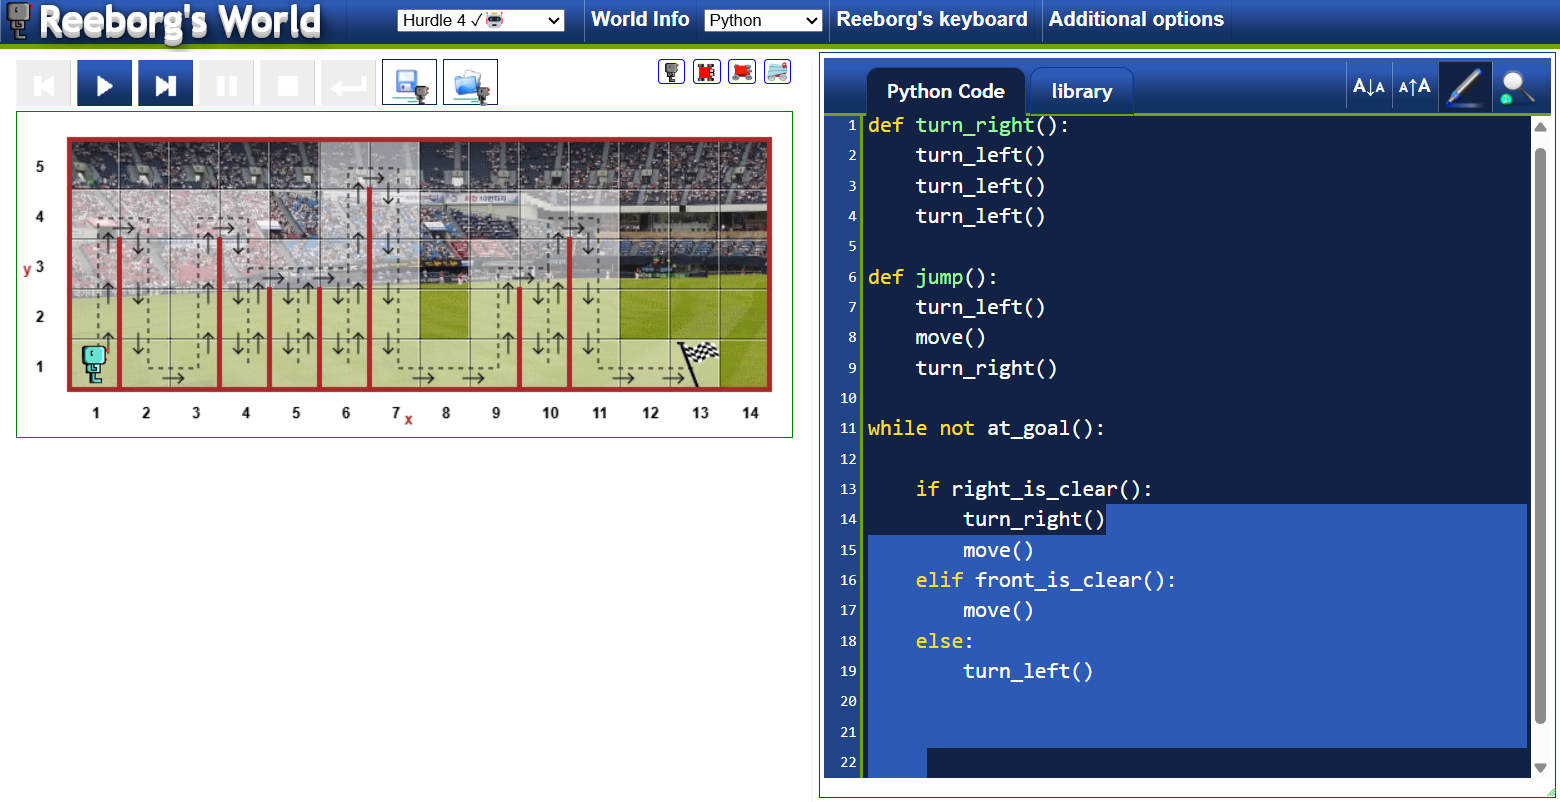 Reeborg's World
Hurdle 4 ✓🤖
World Info
Python
Reeborg's keyboard
Additional options
5
4
y 3
2
1
1 2 3 4 5 6 7 x 8 9 10 11 12 13 14
Python Code
library
A↓A
A↑A
1 def turn_right():
2     turn_left()
3     turn_left()
4     turn_left()
5
6 def jump():
7     turn_left()
8     move()
9     turn_right()
10
11 while not at_goal():
12
13     if right_is_clear():
14         turn_right()
15         move()
16     elif front_is_clear():
17         move()
18     else:
19         turn_left()
20
21
22